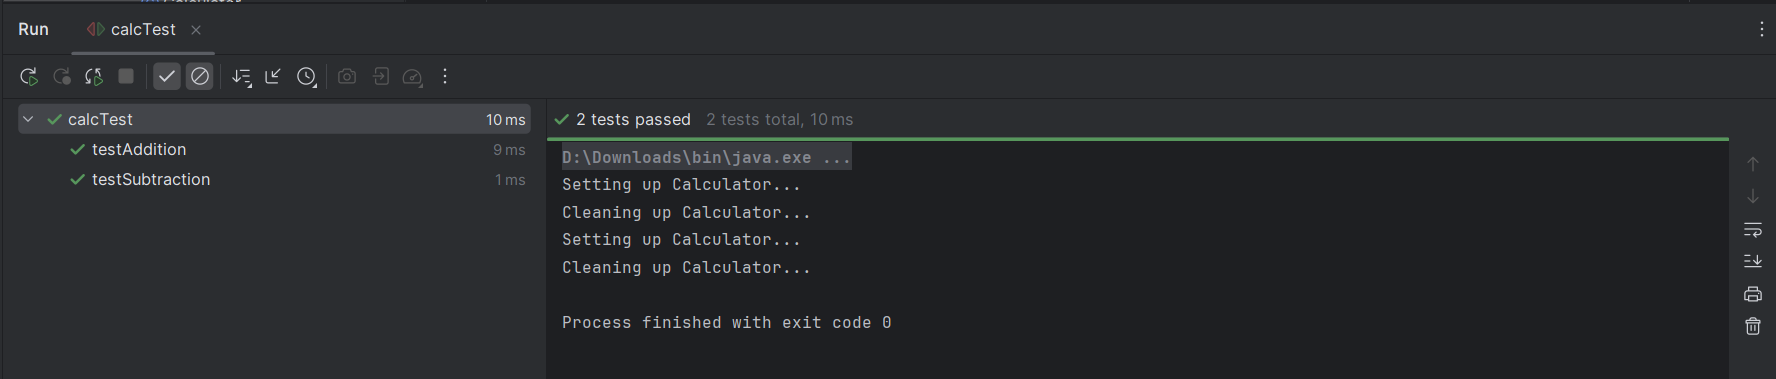 Calculator
Run calcTest
calcTest 10 ms
testAddition 9 ms
testSubtraction 1 ms
2 tests passed 2 tests total, 10 ms
D:\Downloads\bin\java.exe ...
Setting up Calculator...
Cleaning up Calculator...
Setting up Calculator...
Cleaning up Calculator...
Process finished with exit code 0